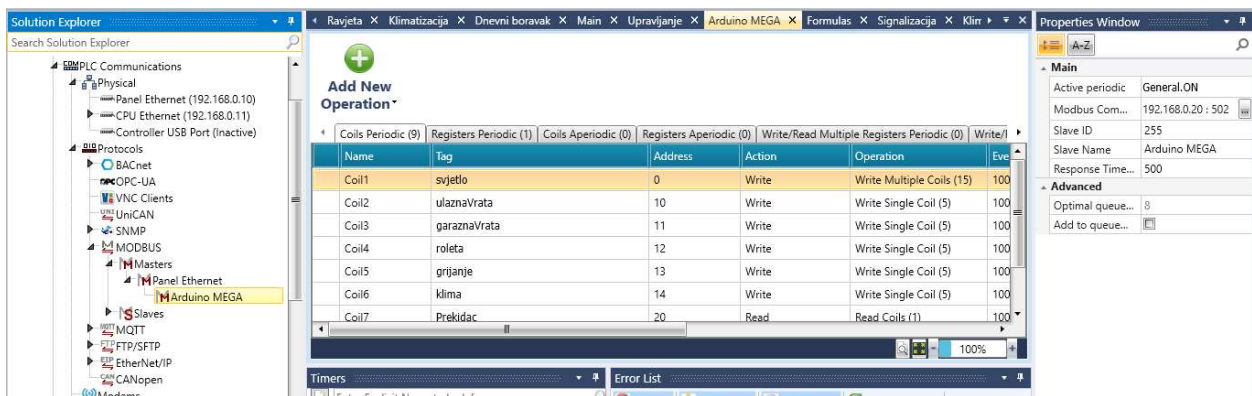 Solution Explorer
Search Solution Explorer
PLC Communications
Physical
Panel Ethernet (192.168.0.10)
CPU Ethernet (192.168.0.11)
Controller USB Port (Inactive)
Protocols
BACnet
OPC-UA
VNC Clients
UniCAN
SNMP
MODBUS
Masters
Panel Ethernet
Arduino MEGA
Slaves
MQTT
FTP/SFTP
EtherNet/IP
CANopen
Modems
Ravjeta X Klimatizacija X Dnevni boravak X Main X Upravljanje X Arduino MEGA X Formulas X Signalizacija X Klim
Add New
Operation
Coils Periodic (9) Registers Periodic (1) Coils Aperiodic (0) Registers Aperiodic (0) Write/Read Multiple Registers Periodic (0) Write/
Name Tag Address Action Operation Eve
Coil1 svjetlo 0 Write Write Multiple Coils (15) 100
Coil2 ulaznaVrata 10 Write Write Single Coil (5) 100
Coil3 garaznaVrata 11 Write Write Single Coil (5) 100
Coil4 roleta 12 Write Write Single Coil (5) 100
Coil5 grijanje 13 Write Write Single Coil (5) 100
Coil6 klima 14 Write Write Single Coil (5) 100
Coil7 Prekidac 20 Read Read Coils (1) 100
100%
Timers
Error List
Properties Window
A-Z
Main
Active periodic General.ON
Modbus Com... 192.168.0.20 : 502 ...
Slave ID 255
Slave Name Arduino MEGA
Response Time... 500
Advanced
Optimal queue... 8
Add to queue...